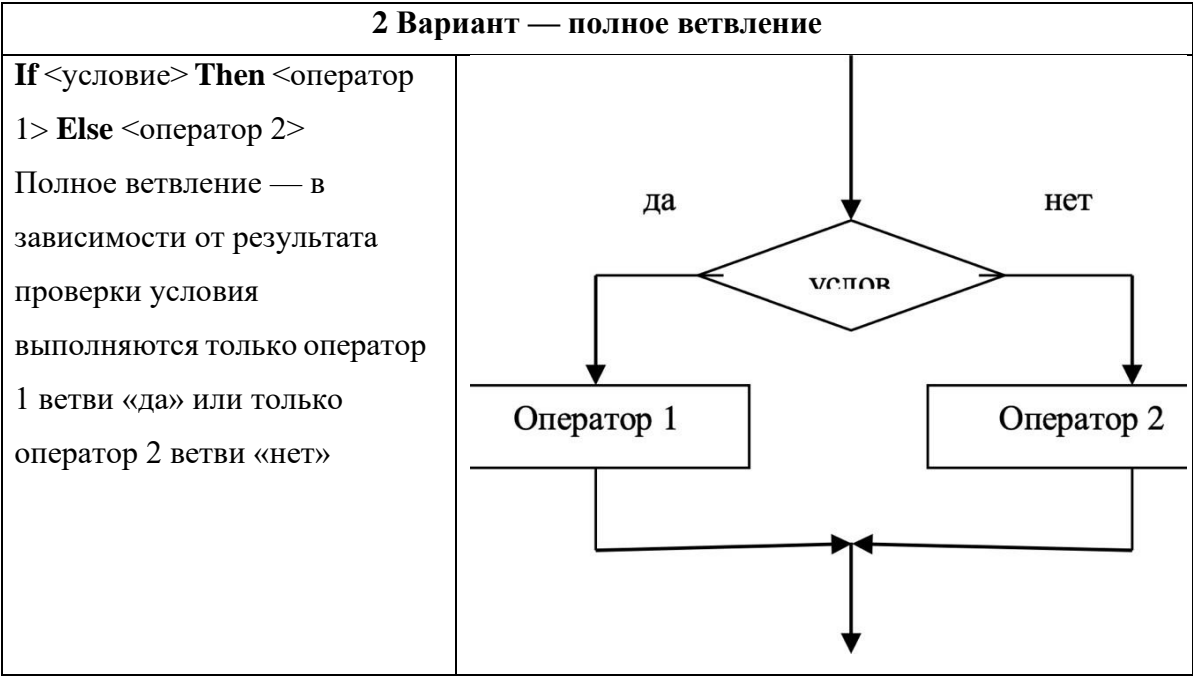 2 Вариант — полное ветвление
If <условие> Then <оператор
1> Else <оператор 2>
Полное ветвление — в
зависимости от результата
проверки условия
выполняются только оператор
1 ветви «да» или только
оператор 2 ветви «нет»
да
нет
услов
Оператор 1
Оператор 2